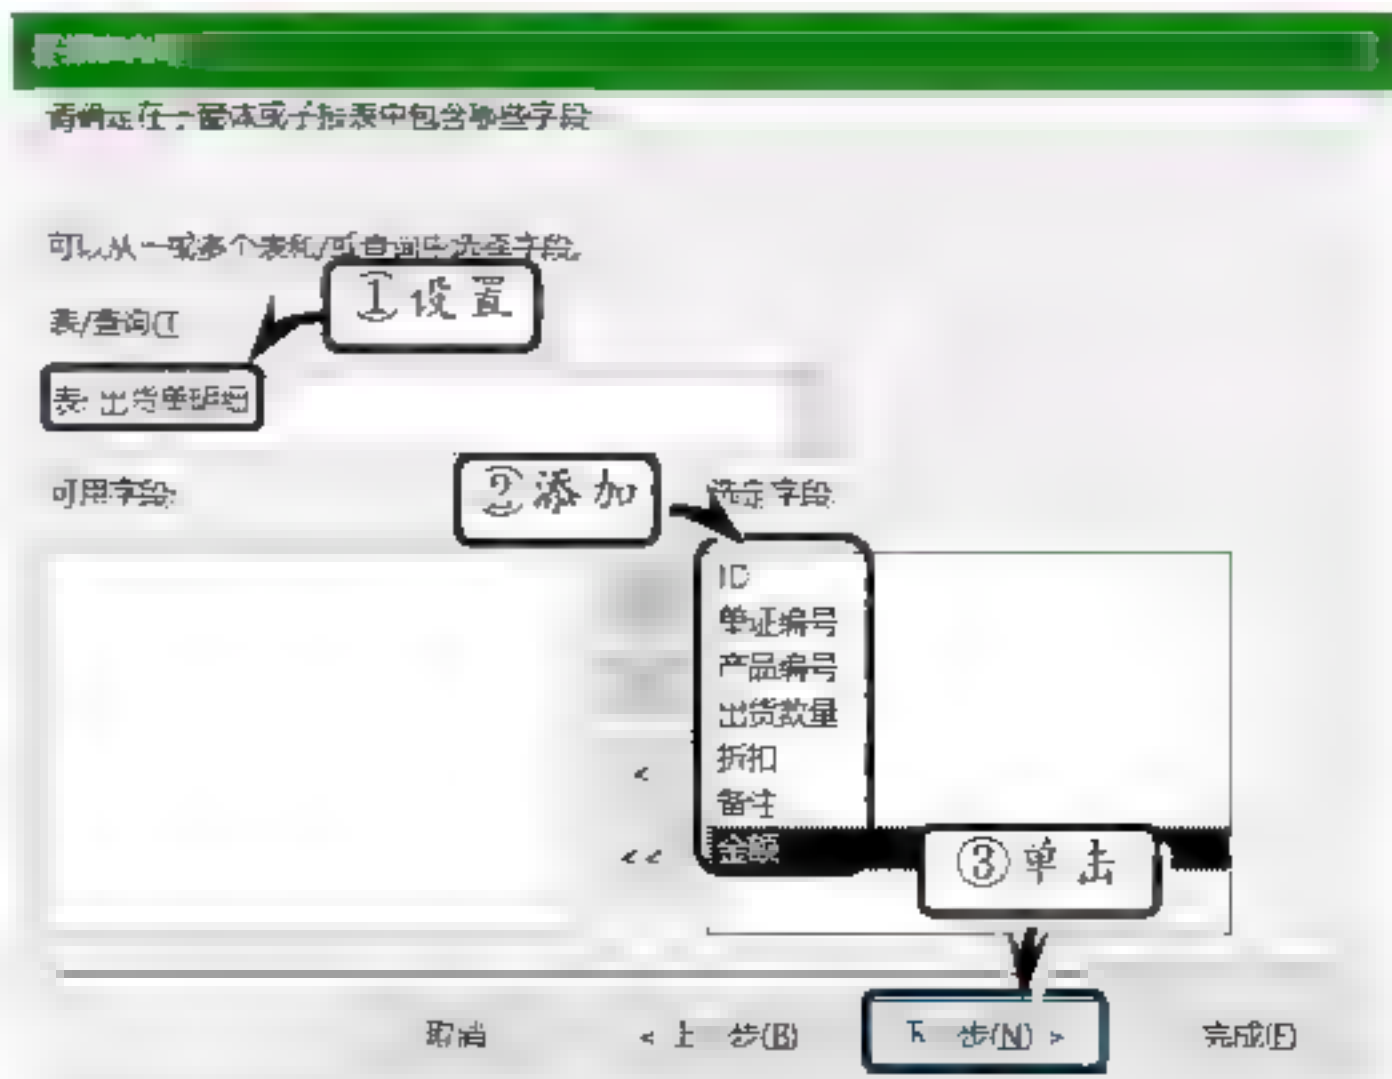 请确定在子窗体或子报表中包含哪些字段
可以从一或多个表和/或查询中选择字段。
①设置
表/查询(T
表: 出货单明细
②添加
可用字段:
选定字段:
ID
单证编号
产品编号
出货数量
折扣
备注
金额
<
<<
③单击
取消
< 上一步(B)
下一步(N) >
完成(F)